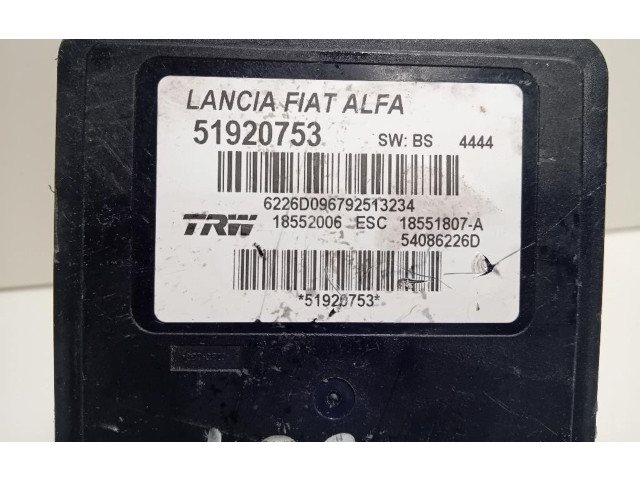 LANCIA FIAT ALFA
51920753 SW: BS 4444
6226D096792513234
TRW 18552006 ESC 18551807-A
54086226D
*51920753*